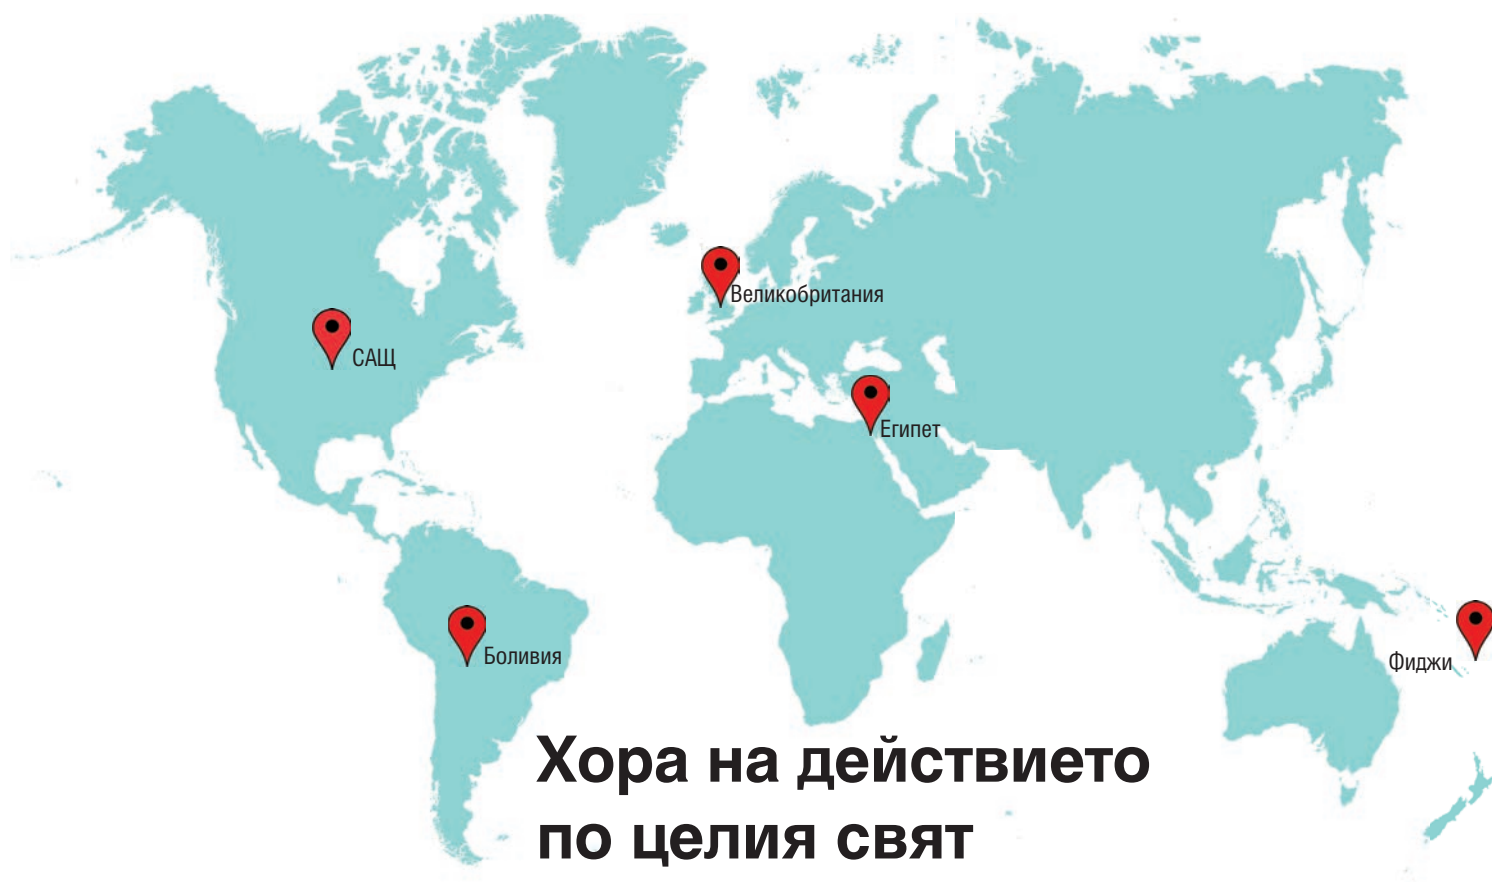 Великобритания
САЩ
Египет
Боливия
Фиджи
Хора на действието
по целия свят